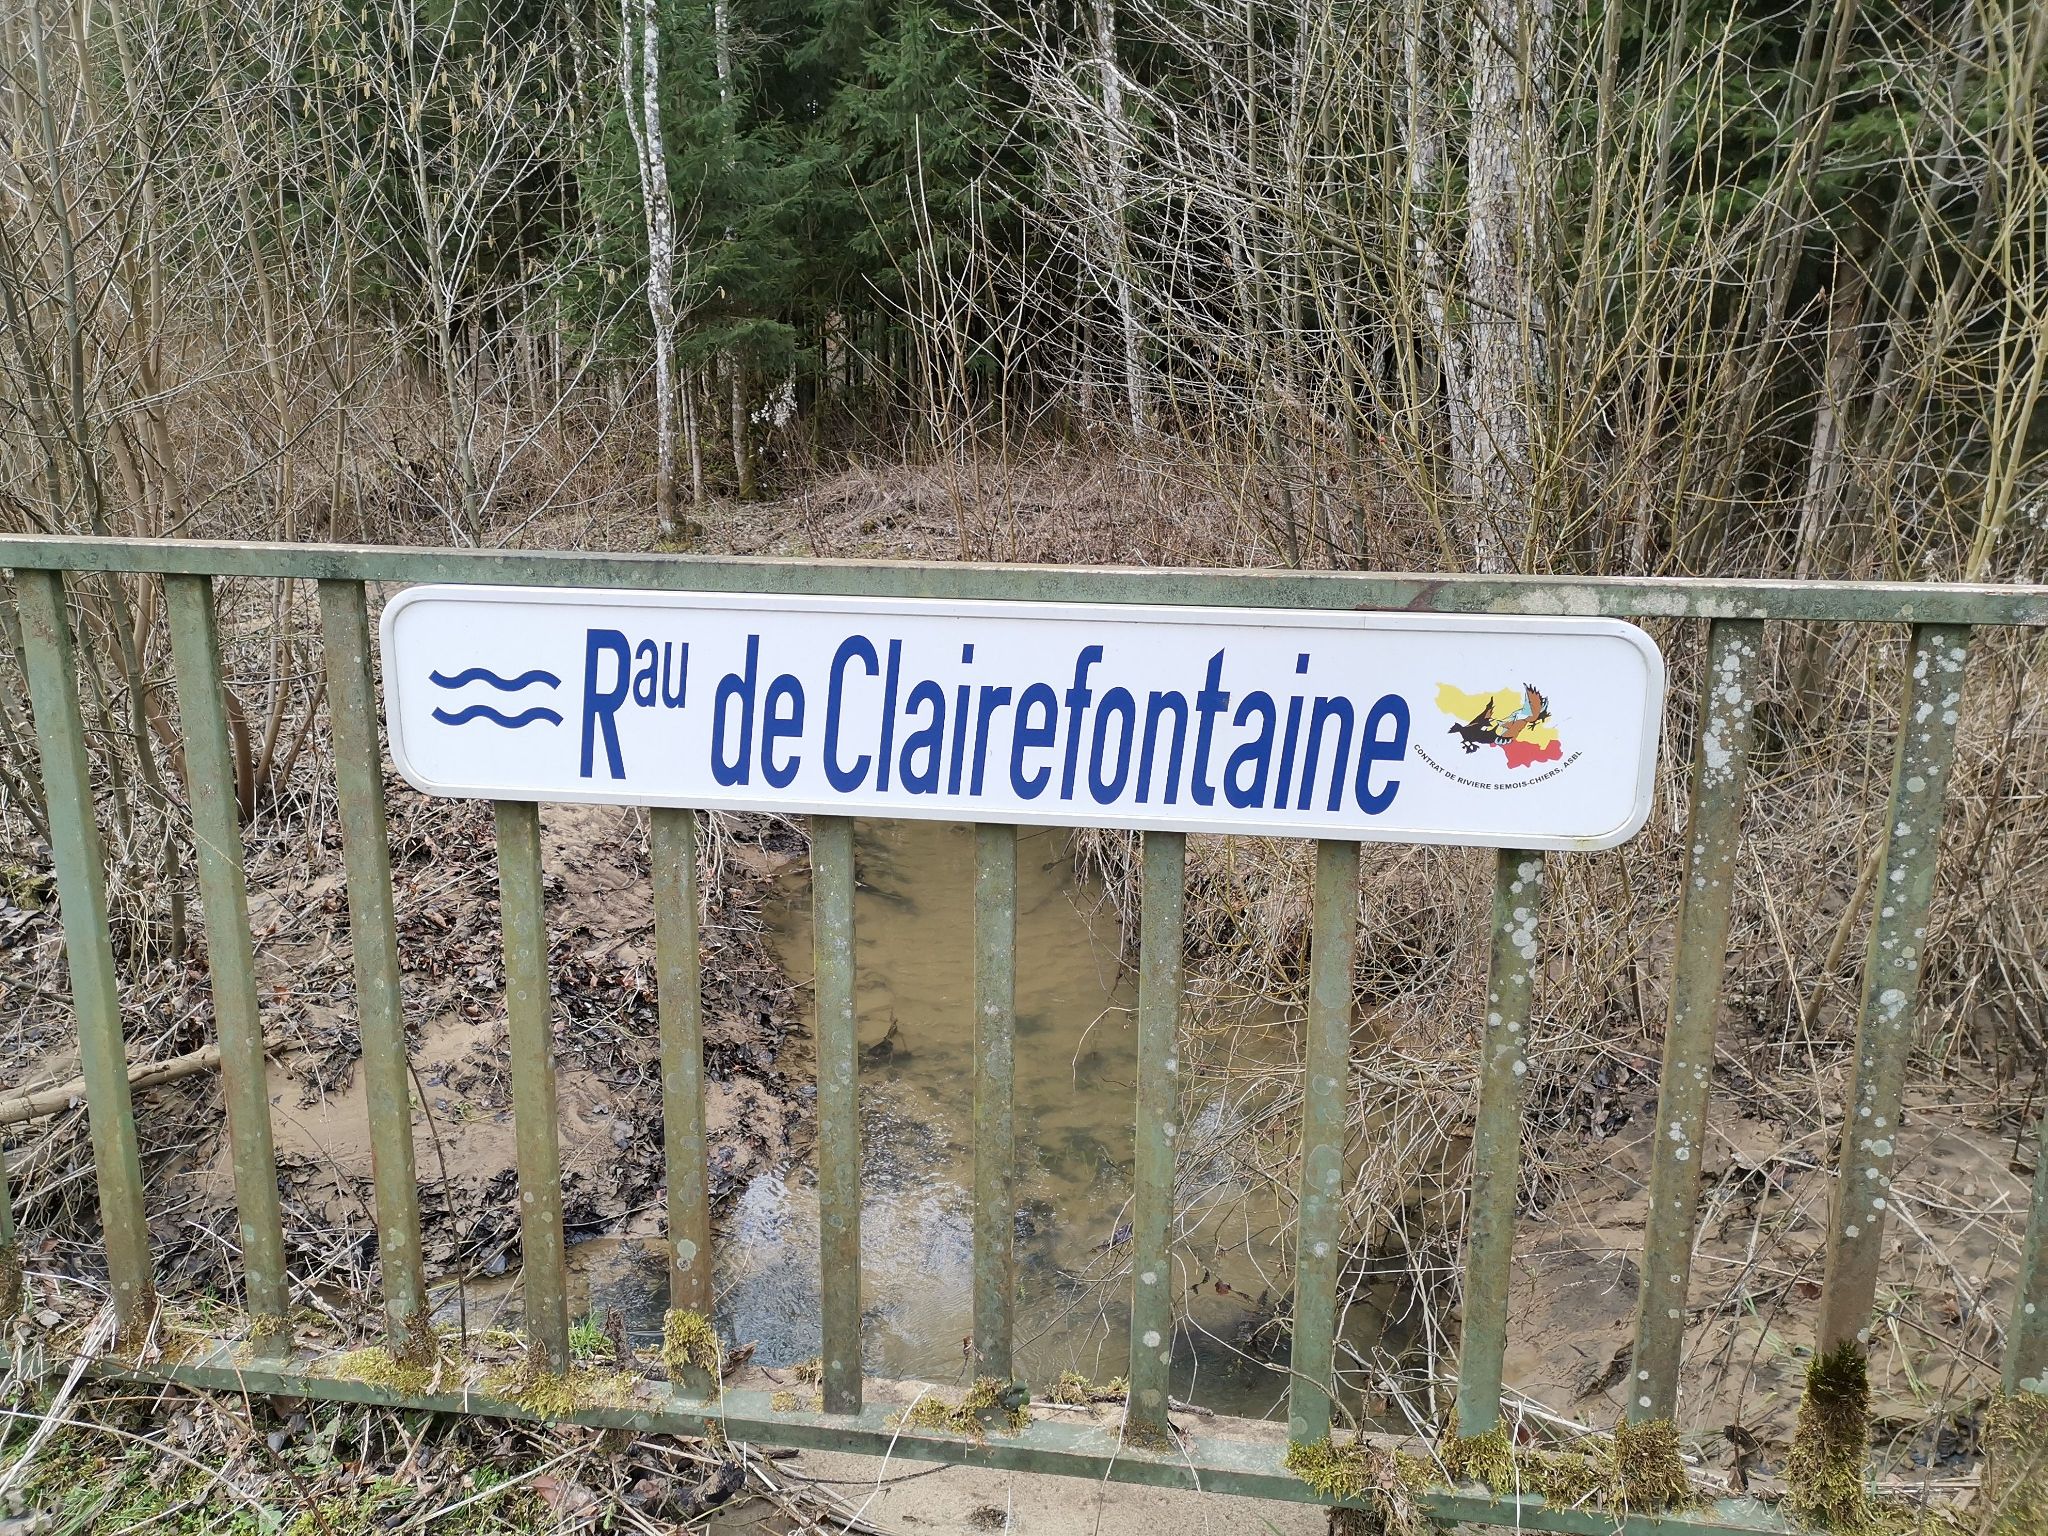 Rau de Clairefontaine
CONTRAT DE RIVIERE SEMOIS-CHIERS, ASBL